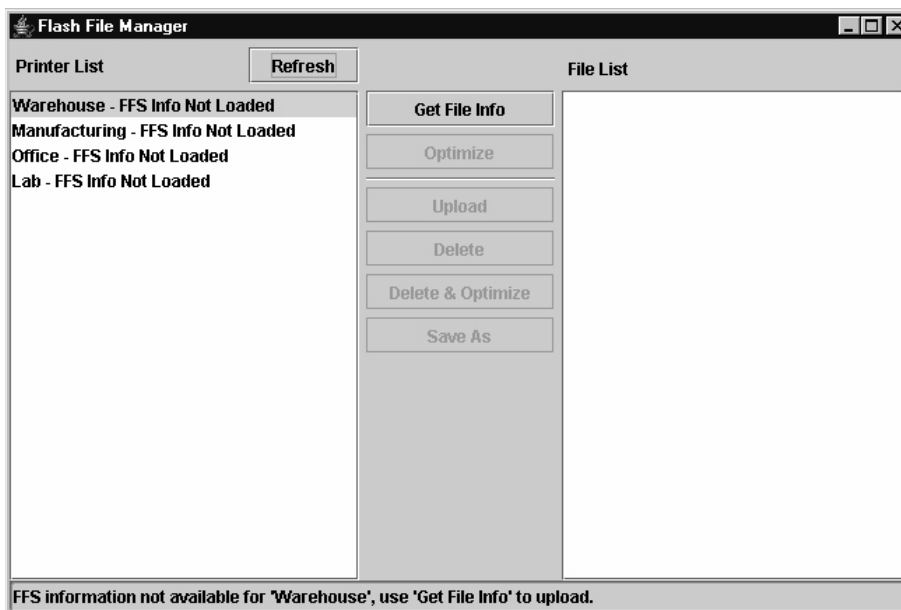 Flash File Manager
Printer List
Refresh
File List
Warehouse - FFS Info Not Loaded
Manufacturing - FFS Info Not Loaded
Office - FFS Info Not Loaded
Lab - FFS Info Not Loaded
Get File Info
Optimize
Upload
Delete
Delete & Optimize
Save As
FFS information not available for 'Warehouse', use 'Get File Info' to upload.